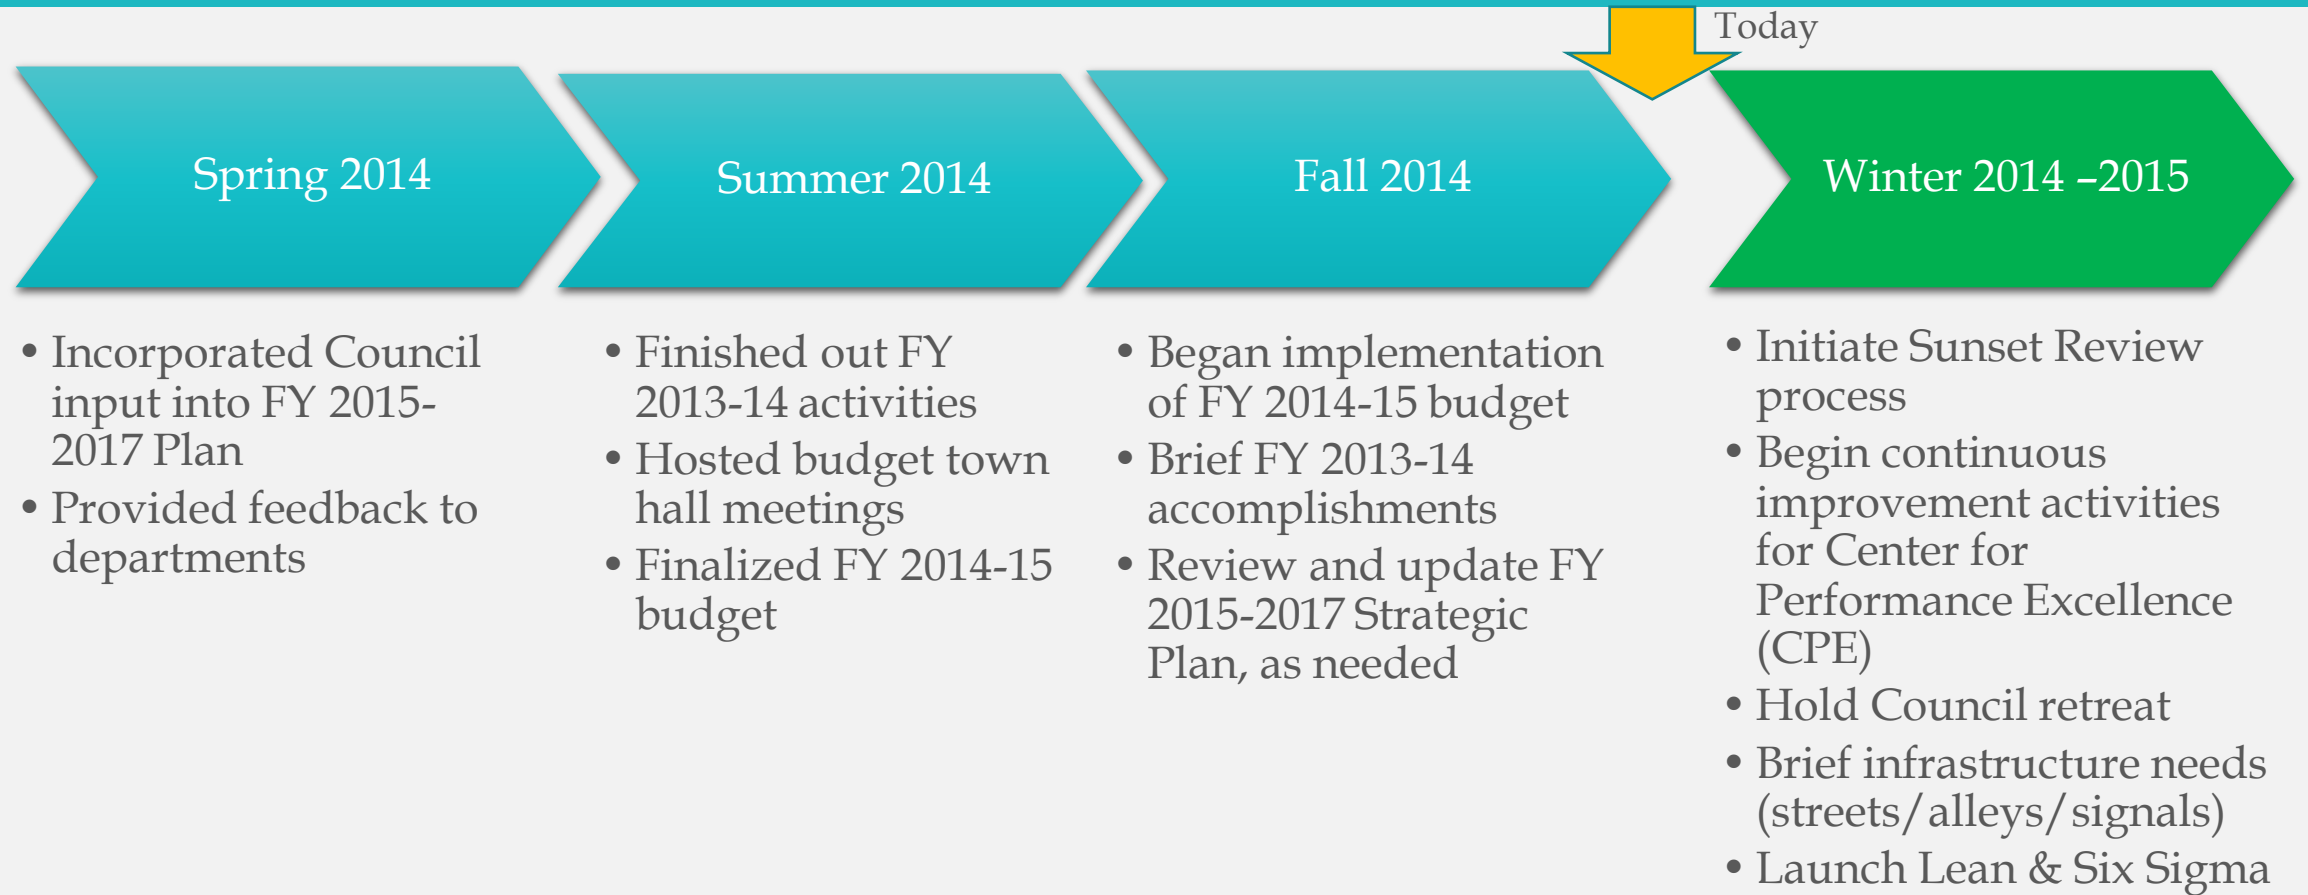 Today
Spring 2014
Summer 2014
Fall 2014
Winter 2014 –2015
• Incorporated Council
input into FY 2015-
2017 Plan
• Provided feedback to
departments
• Finished out FY
2013-14 activities
• Hosted budget town
hall meetings
• Finalized FY 2014-15
budget
• Began implementation
of FY 2014-15 budget
• Brief FY 2013-14
accomplishments
• Review and update FY
2015-2017 Strategic
Plan, as needed
• Initiate Sunset Review
process
• Begin continuous
improvement activities
for Center for
Performance Excellence
(CPE)
• Hold Council retreat
• Brief infrastructure needs
(streets/alleys/signals)
• Launch Lean & Six Sigma